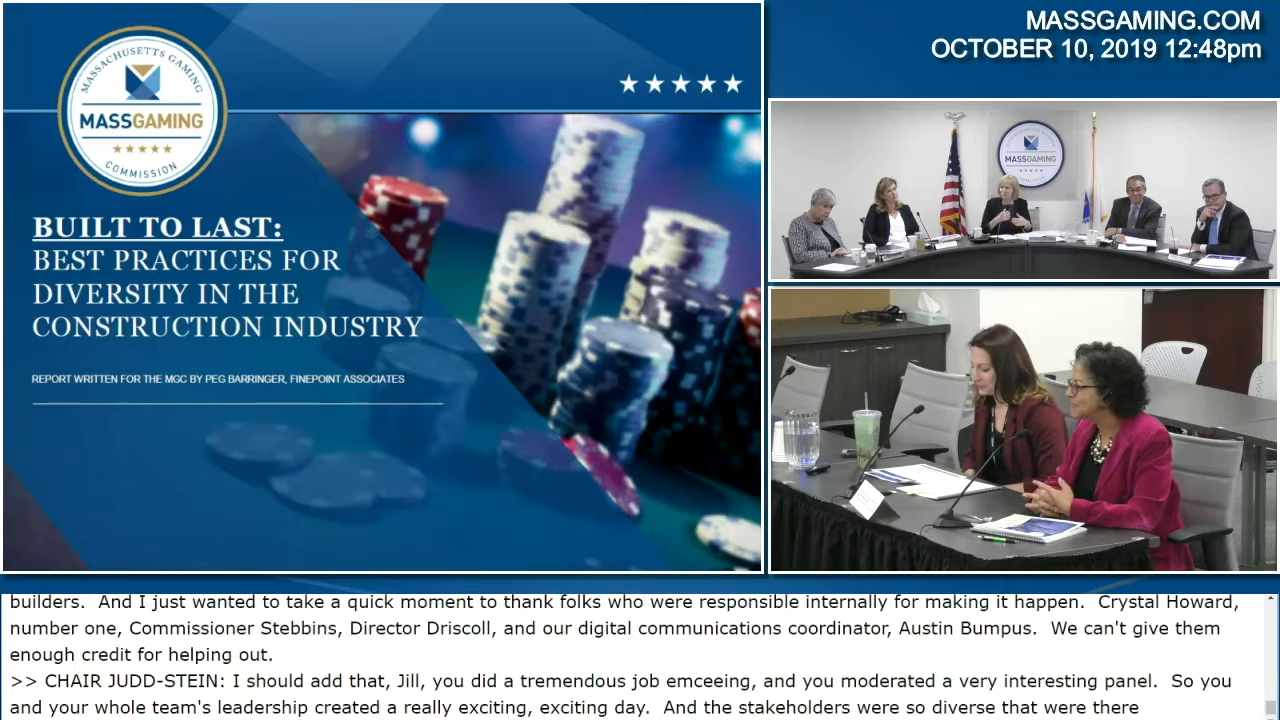 MASSGAMING.COM
OCTOBER 10, 2019 12:48pm
MASSACHUSETTS GAMING
MASSGAMING
COMMISSION
BUILT TO LAST:
BEST PRACTICES FOR
DIVERSITY IN THE
CONSTRUCTION INDUSTRY
REPORT WRITTEN FOR THE MGC BY PEG BARRINGER, FINEPOINT ASSOCIATES
MASSGAMING
builders.  And I just wanted to take a quick moment to thank folks who were responsible internally for making it happen.  Crystal Howard,
number one, Commissioner Stebbins, Director Driscoll, and our digital communications coordinator, Austin Bumpus.  We can't give them
enough credit for helping out.
>> CHAIR JUDD-STEIN: I should add that, Jill, you did a tremendous job emceeing, and you moderated a very interesting panel.  So you
and your whole team's leadership created a really exciting, exciting day.  And the stakeholders were so diverse that were there